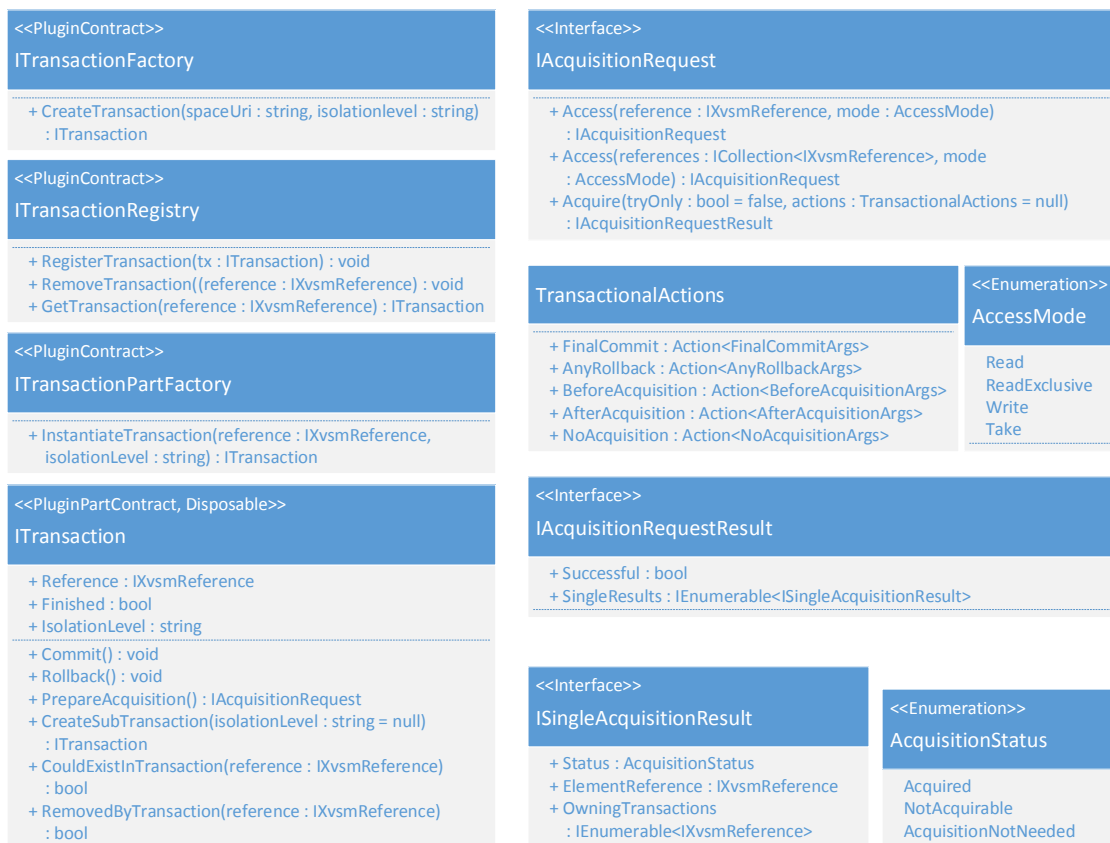 <<PluginContract>>
ITransactionFactory
+ CreateTransaction(spaceUri : string, isolationlevel : string)
: ITransaction
<<PluginContract>>
ITransactionRegistry
+ RegisterTransaction(tx : ITransaction) : void
+ RemoveTransaction((reference : IXvsmReference) : void
+ GetTransaction(reference : IXvsmReference) : ITransaction
<<PluginContract>>
ITransactionPartFactory
+ InstantiateTransaction(reference : IXvsmReference,
isolationLevel : string) : ITransaction
<<PluginPartContract, Disposable>>
ITransaction
+ Reference : IXvsmReference
+ Finished : bool
+ IsolationLevel : string
+ Commit() : void
+ Rollback() : void
+ PrepareAcquisition() : IAcquisitionRequest
+ CreateSubTransaction(isolationLevel : string = null)
: ITransaction
+ CouldExistInTransaction(reference : IXvsmReference)
: bool
+ RemovedByTransaction(reference : IXvsmReference)
: bool
<<Interface>>
IAcquisitionRequest
+ Access(reference : IXvsmReference, mode : AccessMode)
: IAcquisitionRequest
+ Access(references : ICollection<IXvsmReference>, mode
: AccessMode) : IAcquisitionRequest
+ Acquire(tryOnly : bool = false, actions : TransactionalActions = null)
: IAcquisitionRequestResult
TransactionalActions
+ FinalCommit : Action<FinalCommitArgs>
+ AnyRollback : Action<AnyRollbackArgs>
+ BeforeAcquisition : Action<BeforeAcquisitionArgs>
+ AfterAcquisition : Action<AfterAcquisitionArgs>
+ NoAcquisition : Action<NoAcquisitionArgs>
<<Enumeration>>
AccessMode
Read
ReadExclusive
Write
Take
<<Interface>>
IAcquisitionRequestResult
+ Successful : bool
+ SingleResults : IEnumerable<ISingleAcquisitionResult>
<<Interface>>
ISingleAcquisitionResult
+ Status : AcquisitionStatus
+ ElementReference : IXvsmReference
+ OwningTransactions
: IEnumerable<IXvsmReference>
<<Enumeration>>
AcquisitionStatus
Acquired
NotAcquirable
AcquisitionNotNeeded